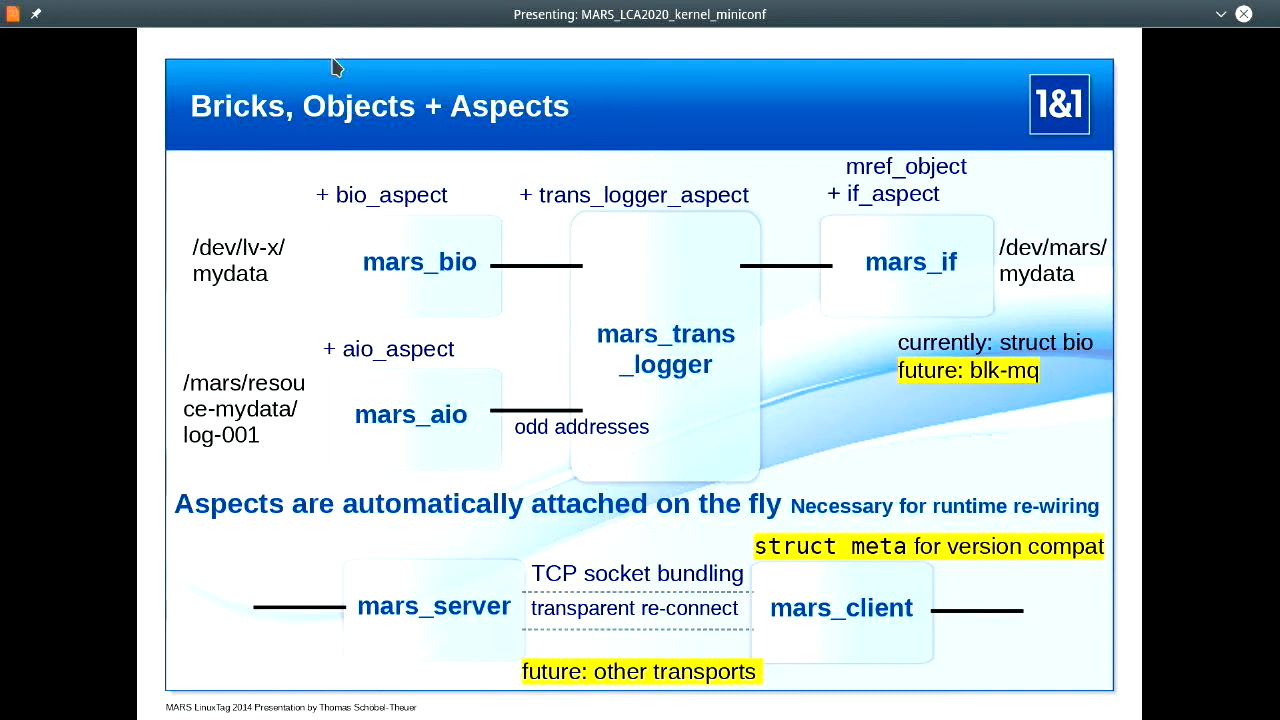 Presenting: MARS_LCA2020_kernel_miniconf
Bricks, Objects + Aspects
1&1
mref_object
+ bio_aspect
+ trans_logger_aspect
+ if_aspect
/dev/lv-x/
mydata
mars_bio
mars_if
/dev/mars/
mydata
mars_trans
_logger
currently: struct bio
future: blk-mq
+ aio_aspect
/mars/resou
ce-mydata/
log-001
mars_aio
odd addresses
Aspects are automatically attached on the fly Necessary for runtime re-wiring
struct meta for version compat
TCP socket bundling
mars_server
transparent re-connect
mars_client
future: other transports
MARS LinuxTag 2014 Presentation by Thomas Schöbel-Theuer